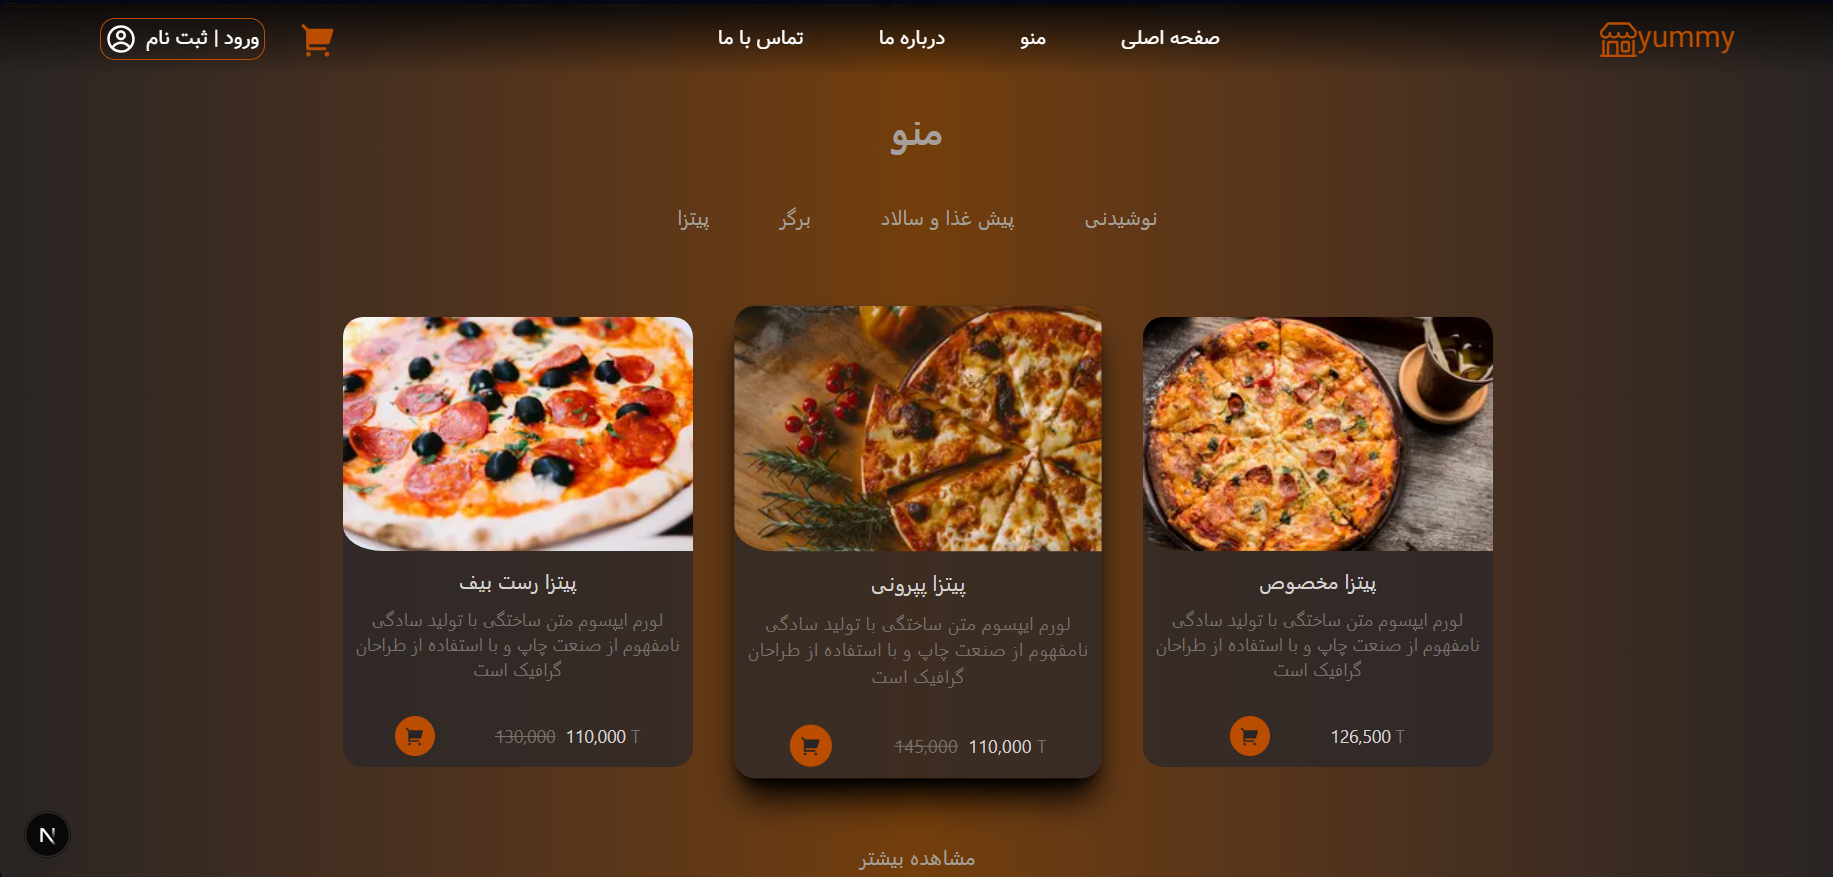 yummy
صفحه اصلی
منو
درباره ما
تماس با ما
ورود | ثبت نام
منو
نوشیدنی
پیش غذا و سالاد
برگر
پیتزا
پیتزا مخصوص
لورم ایپسوم متن ساختگی با تولید سادگی
نامفهوم از صنعت چاپ و با استفاده از طراحان
گرافیک است
126,500 T
پیتزا پپرونی
لورم ایپسوم متن ساختگی با تولید سادگی
نامفهوم از صنعت چاپ و با استفاده از طراحان
گرافیک است
145,000 110,000 T
پیتزا رست بیف
لورم ایپسوم متن ساختگی با تولید سادگی
نامفهوم از صنعت چاپ و با استفاده از طراحان
گرافیک است
130,000 110,000 T
مشاهده بیشتر
N